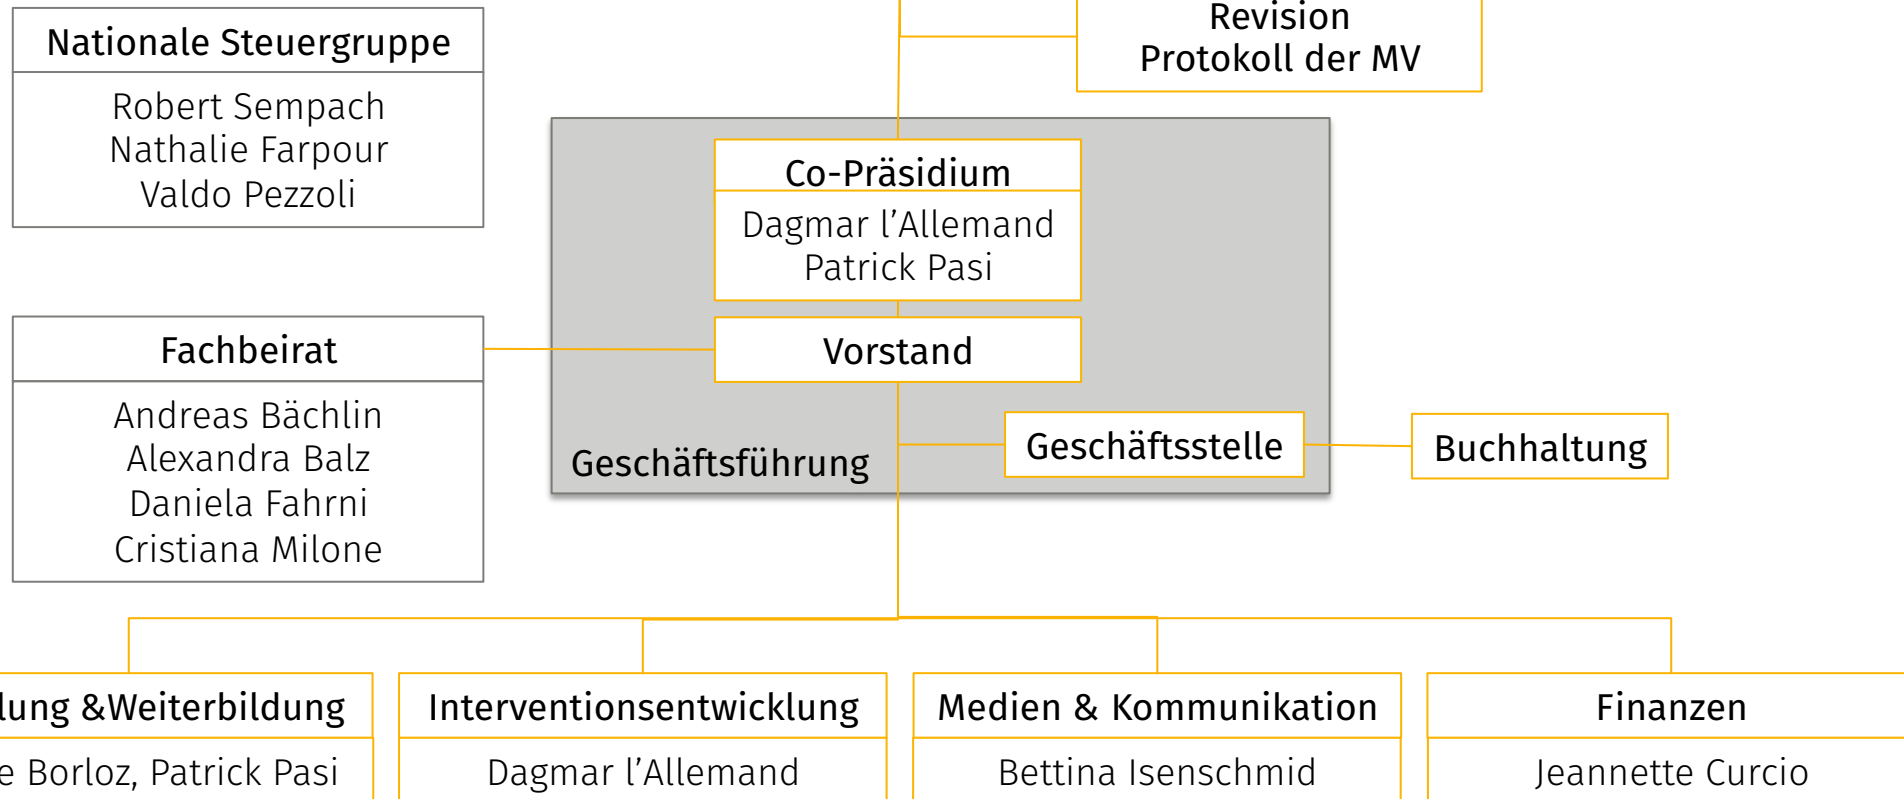 Revision
Protokoll der MV
Nationale Steuergruppe
Robert Sempach
Nathalie Farpour
Valdo Pezzoli
Co-Präsidium
Dagmar l’Allemand
Patrick Pasi
Fachbeirat
Andreas Bächlin
Alexandra Balz
Daniela Fahrni
Cristiana Milone
Vorstand
Geschäftsführung
Geschäftsstelle
Buchhaltung
&Weiterbildung
Borloz, Patrick Pasi
Interventionsentwicklung
Dagmar l’Allemand
Medien & Kommunikation
Bettina Isenschmid
Finanzen
Jeannette Curcio